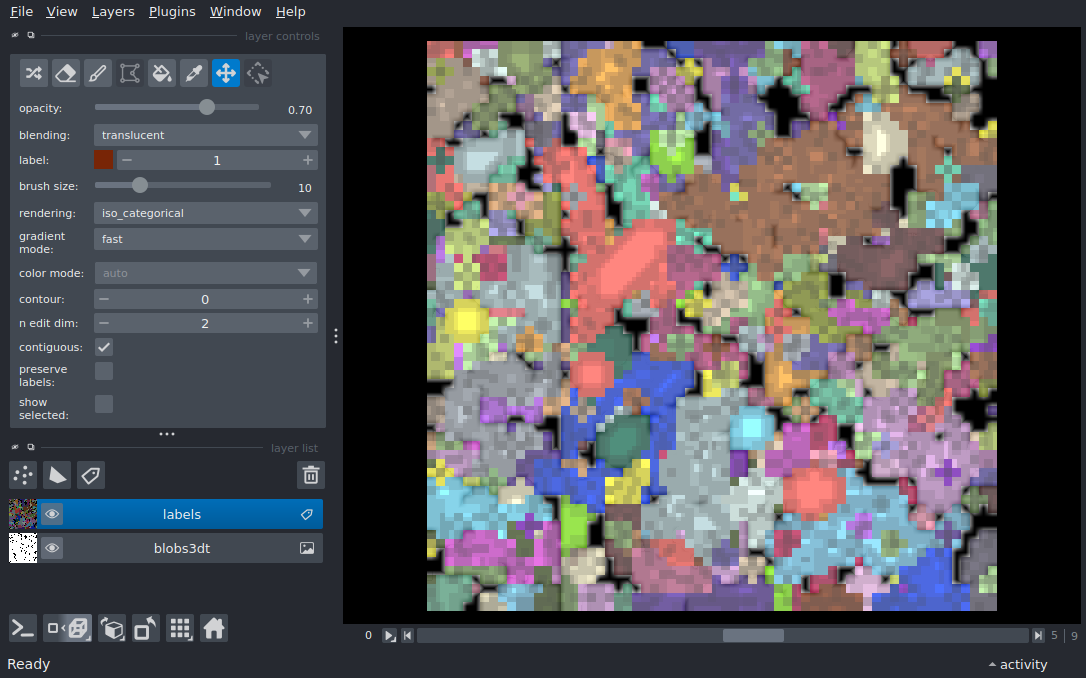 File View Layers Plugins Window Help
layer controls
opacity: 0.70
blending: translucent
label: 1
brush size: 10
rendering: iso_categorical
gradient
mode: fast
color mode: auto
contour: 0
n edit dim: 2
contiguous:
preserve
labels:
show
selected:
layer list
labels
blobs3dt
0 5 9
Ready activity